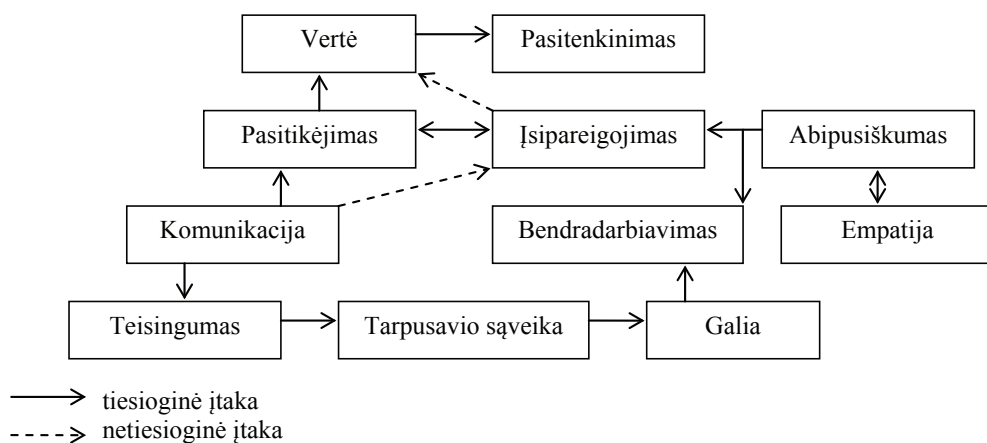 Vertė
Pasitenkinimas
Pasitikėjimas
Įsipareigojimas
Abipusiškumas
Komunikacija
Bendradarbiavimas
Empatija
Teisingumas
Tarpusavio sąveika
Galia
tiesioginė įtaka
netiesioginė įtaka